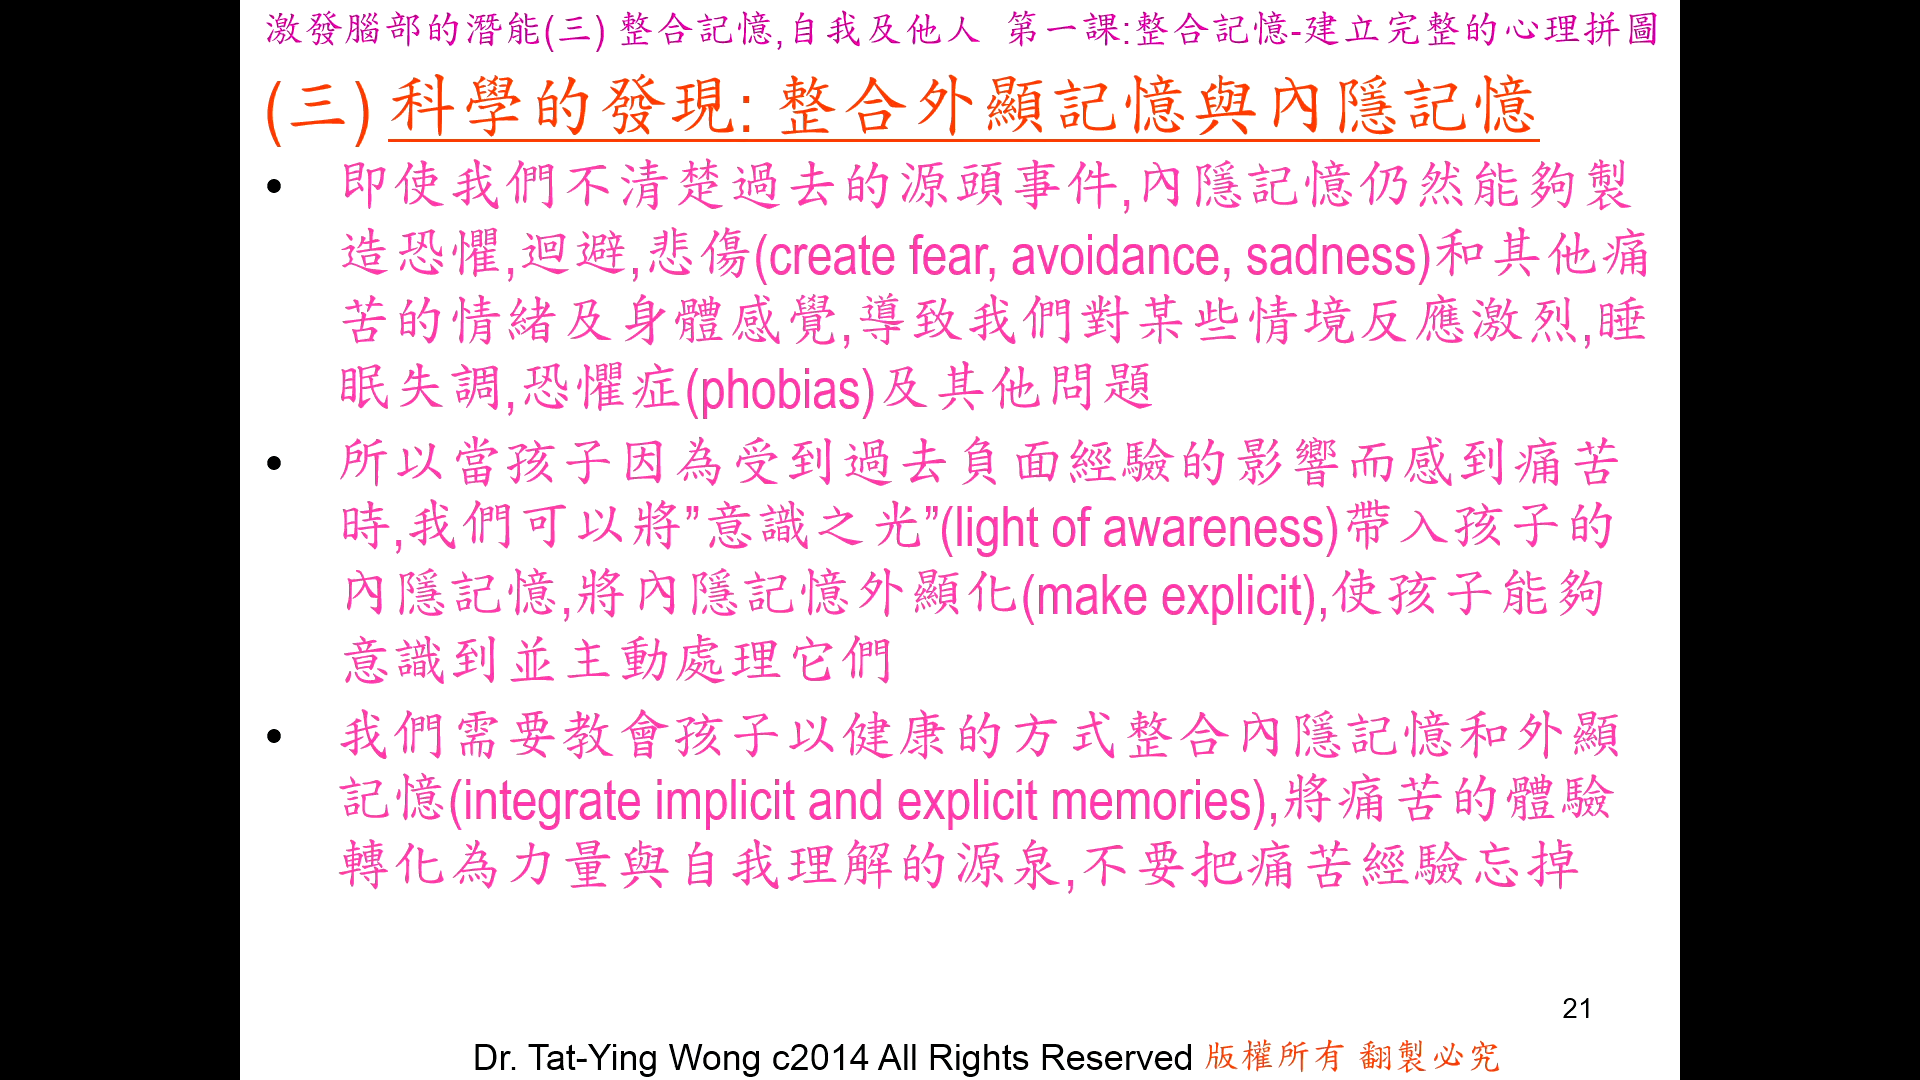 激發腦部的潛能(三) 整合記憶,自我及他人 第一課:整合記憶-建立完整的心理拼圖
(三) 科學的發現: 整合外顯記憶與內隱記憶
• 即使我們不清楚過去的源頭事件,內隱記憶仍然能夠製
造恐懼,迴避,悲傷(create fear, avoidance, sadness)和其他痛
苦的情緒及身體感覺,導致我們對某些情境反應激烈,睡
眠失調,恐懼症(phobias)及其他問題
• 所以當孩子因為受到過去負面經驗的影響而感到痛苦
時,我們可以將”意識之光”(light of awareness)帶入孩子的
內隱記憶,將內隱記憶外顯化(make explicit),使孩子能夠
意識到並主動處理它們
• 我們需要教會孩子以健康的方式整合內隱記憶和外顯
記憶(integrate implicit and explicit memories),將痛苦的體驗
轉化為力量與自我理解的源泉,不要把痛苦經驗忘掉
21
Dr. Tat-Ying Wong c2014 All Rights Reserved 版權所有 翻製必究